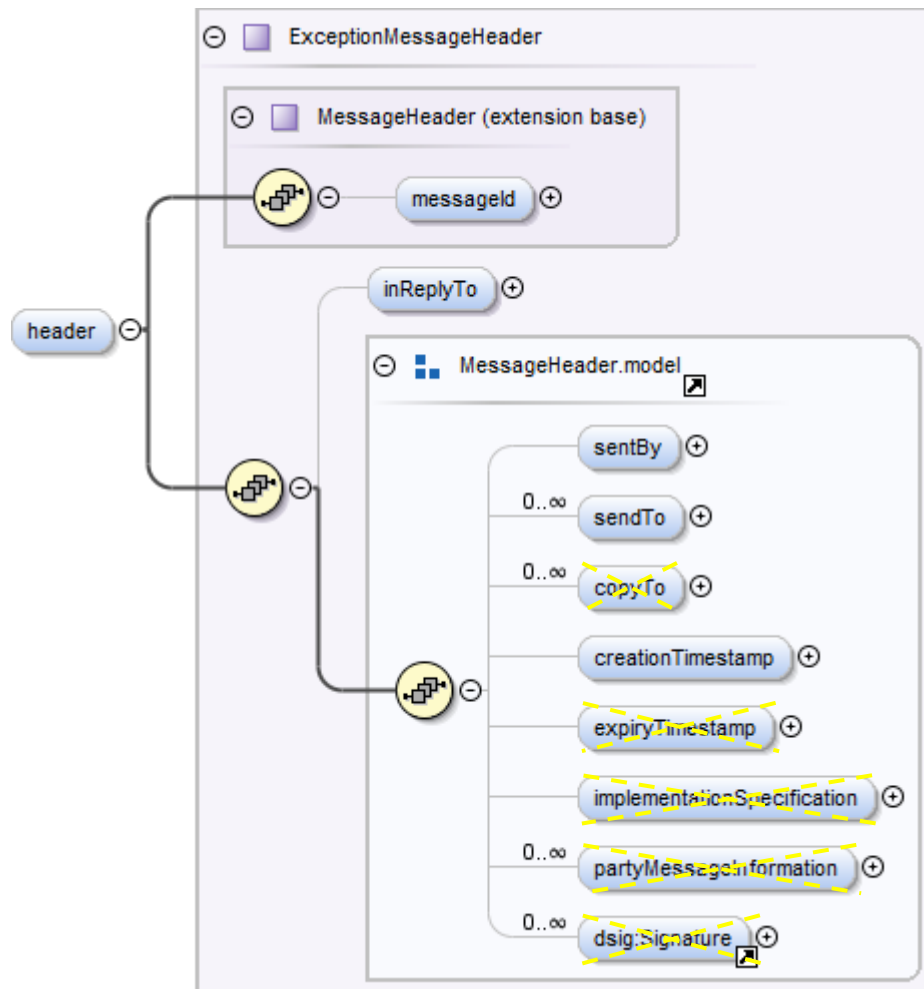 ExceptionMessageHeader
MessageHeader (extension base)
messageId
inReplyTo
header
MessageHeader.model
sentBy
0..∞
sendTo
0..∞
copyTo
creationTimestamp
expiryTimestamp
implementationSpecification
0..∞
partyMessageInformation
0..∞
dsig:Signature